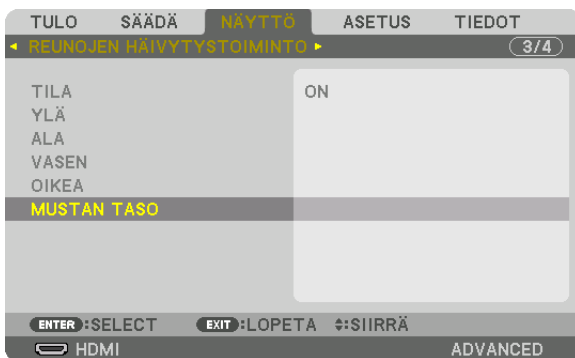 TULO SÄÄDÄ NÄYTTÖ ASETUS TIEDOT
REUNOJEN HÄIVYTYSTOIMINTO 3/4
TILA ON
YLÄ
ALA
VASEN
OIKEA
MUSTAN TASO
ENTER :SELECT EXIT :LOPETA :SIIRRÄ
HDMI ADVANCED